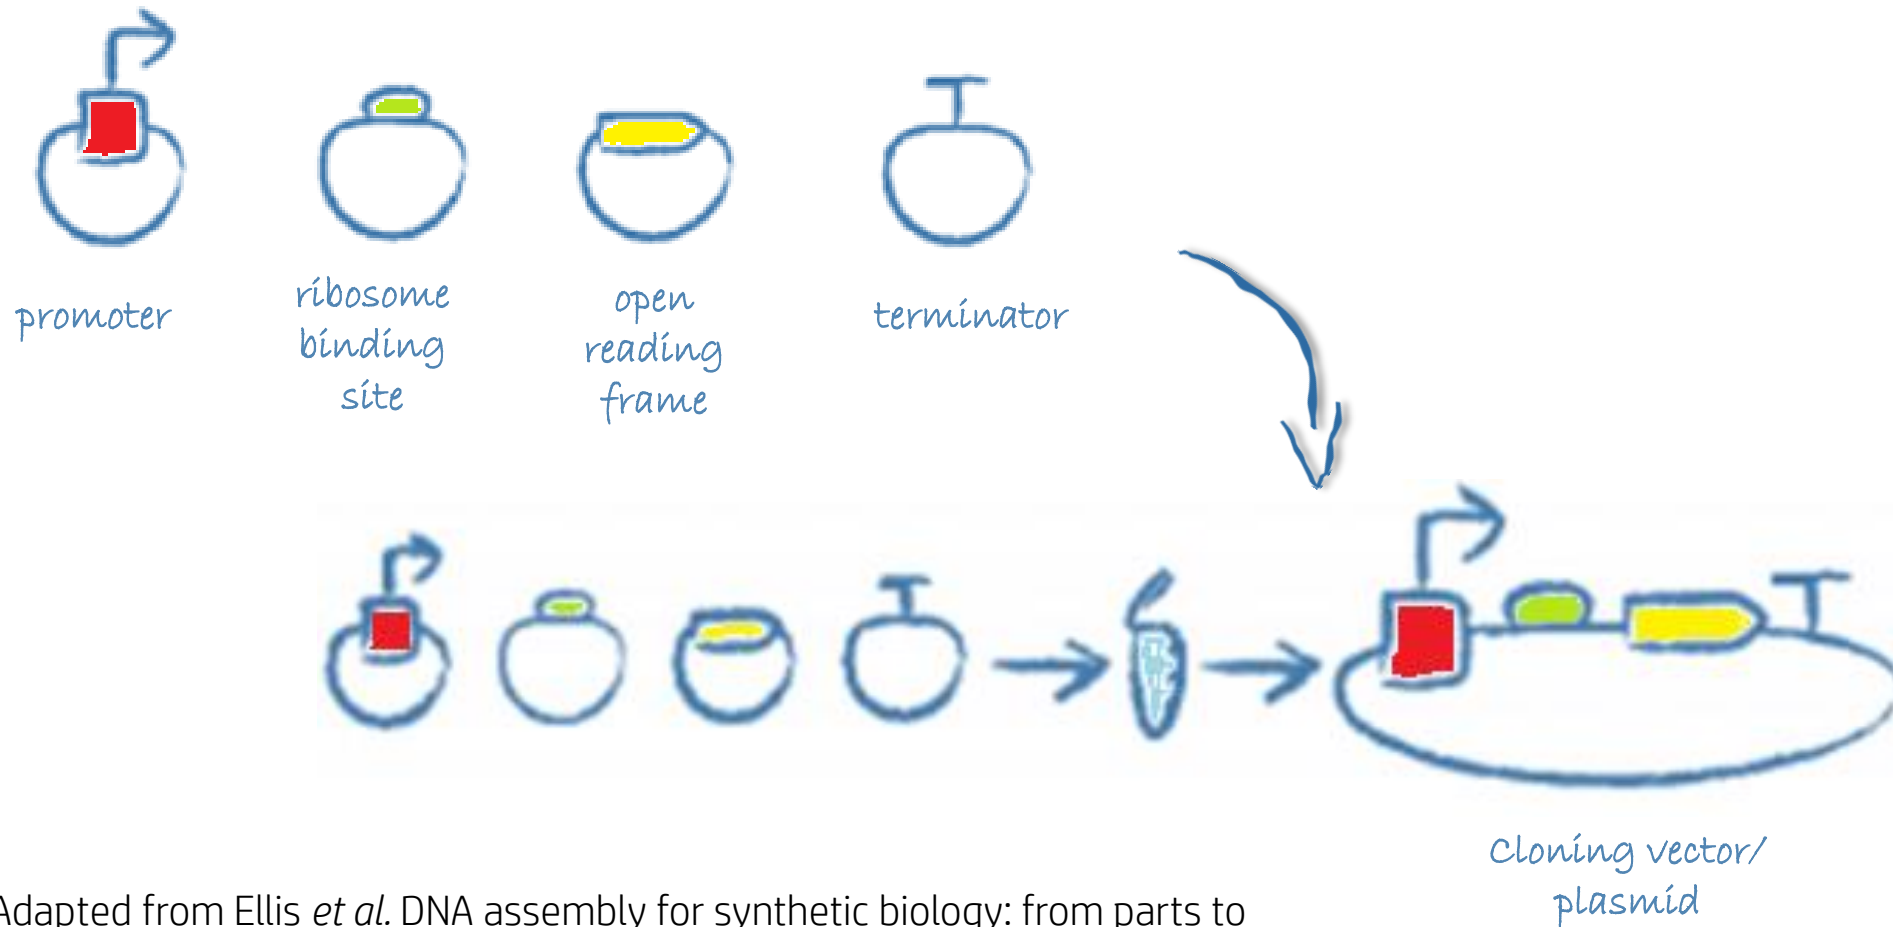 promoter
ribosome
binding
site
open
reading
frame
terminator
Cloning vector/
plasmid
Adapted from Ellis et al. DNA assembly for synthetic biology: from parts to